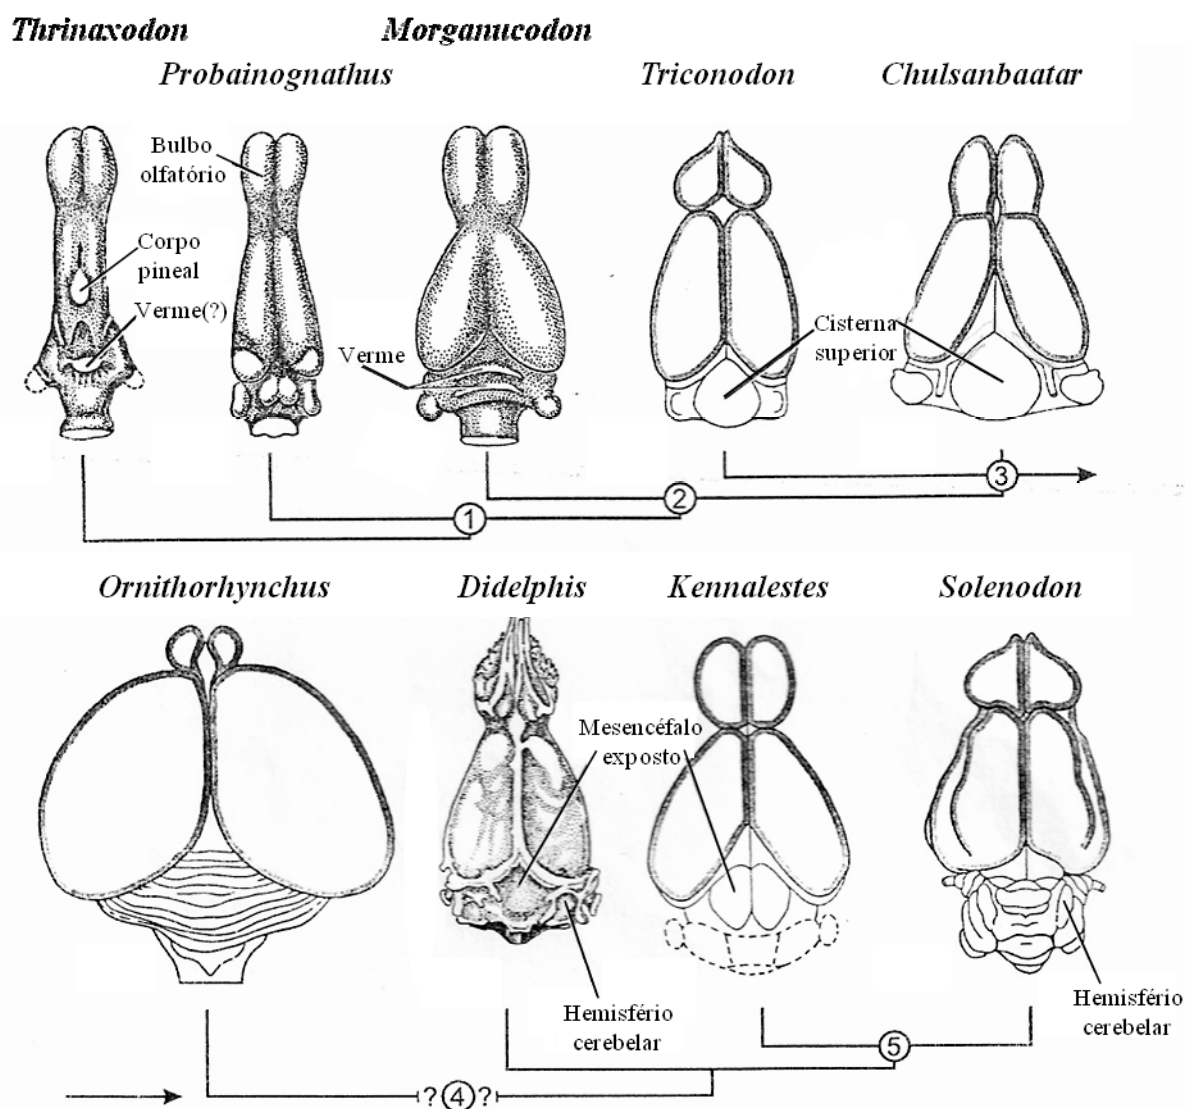 Thrinaxodon
Morganucodon
Probainognathus
Triconodon
Chulsanbaatar
Bulbo
olfatório
Corpo
pineal
Verme(?)
Verme
Cisterna
superior
1
2
3
Ornithorhynchus
Didelphis
Kennalestes
Solenodon
Mesencéfalo
exposto
Hemisfério
cerebelar
Hemisfério
cerebelar
5
?4?